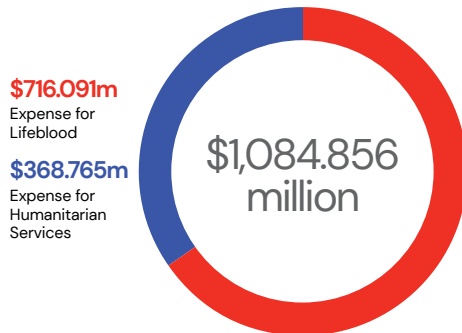 $716.091m
Expense for
Lifeblood
$368.765m
Expense for
Humanitarian
Services
$1,084.856
million